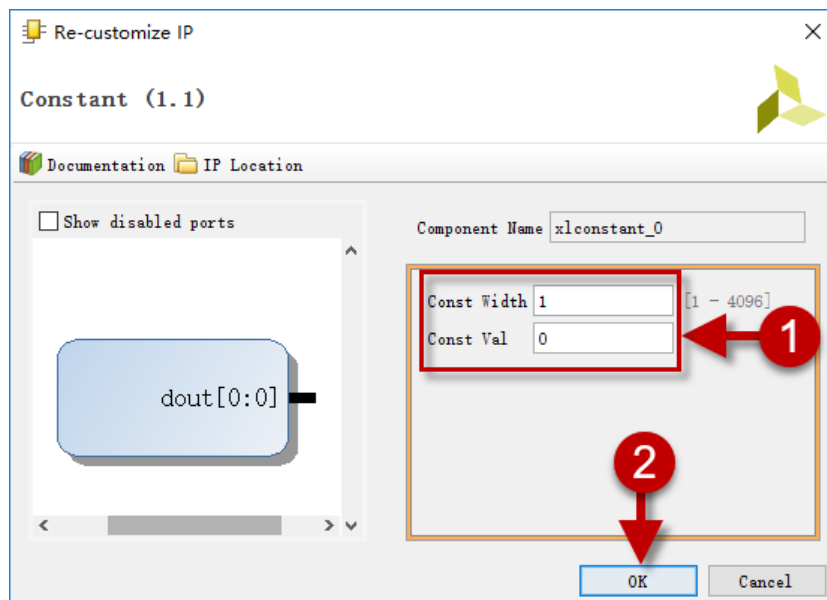 Re-customize IP
Constant (1.1)
Documentation IP Location
Show disabled ports
Component Name xlconstant_0
Const Width 1 [1 - 4096]
Const Val 0
1
dout[0:0]
2
OK Cancel